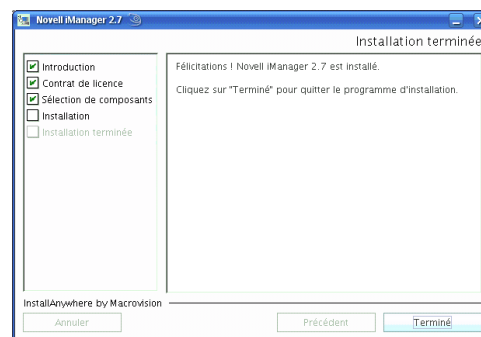 Novell iManager 2.7
Installation terminée
Introduction
Contrat de licence
Sélection de composants
Installation
Installation terminée
Félicitations ! Novell iManager 2.7 est installé.
Cliquez sur "Terminé" pour quitter le programme d'installation.
InstallAnywhere by Macrovision
Annuler
Précédent
Terminé